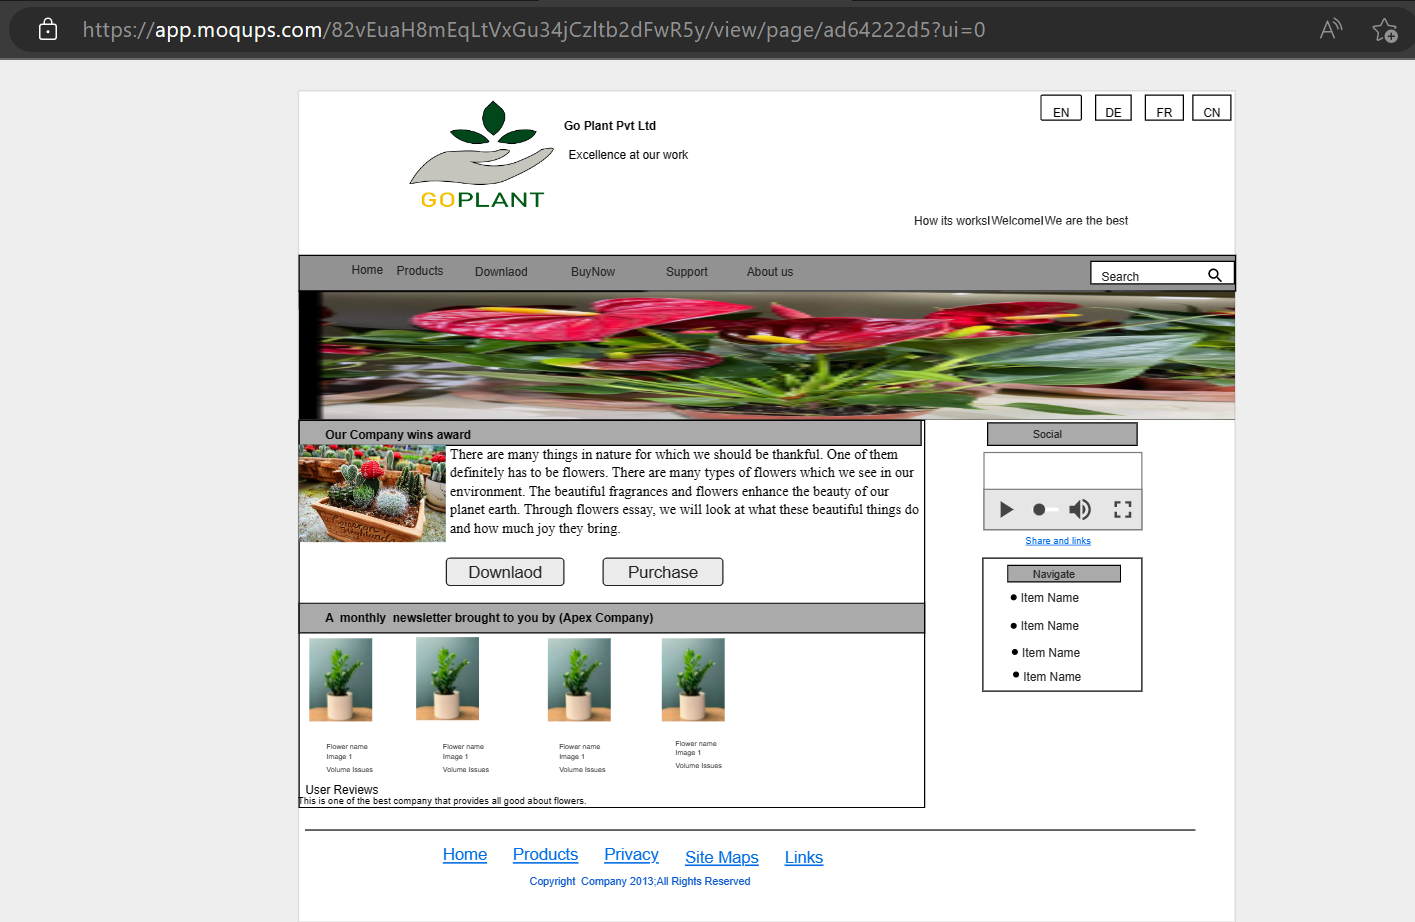 https://app.moqups.com/82vEuaH8mEqLtVxGu34jCzItb2dFwR5y/view/page/ad64222d5?ui=0
EN DE FR CN
Go Plant Pvt Ltd
Excellence at our work
GOPLANT
How its works|Welcome|We are the best
Home Products Downlaod BuyNow Support About us Search
Our Company wins award
There are many things in nature for which we should be thankful. One of them
definitely has to be flowers. There are many types of flowers which we see in our
environment. The beautiful fragrances and flowers enhance the beauty of our
planet earth. Through flowers essay, we will look at what these beautiful things do
and how much joy they bring.
Downlaod Purchase
Social
Share and links
Navigate
Item Name
Item Name
Item Name
Item Name
A monthly newsletter brought to you by (Apex Company)
Flower name Flower name Flower name Flower name
Image 1 Image 1 Image 1 Image 1
Volume Issues Volume Issues Volume Issues Volume Issues
User Reviews
This is one of the best company that provides all good about flowers.
Home Products Privacy Site Maps Links
Copyright Company 2013;All Rights Reserved